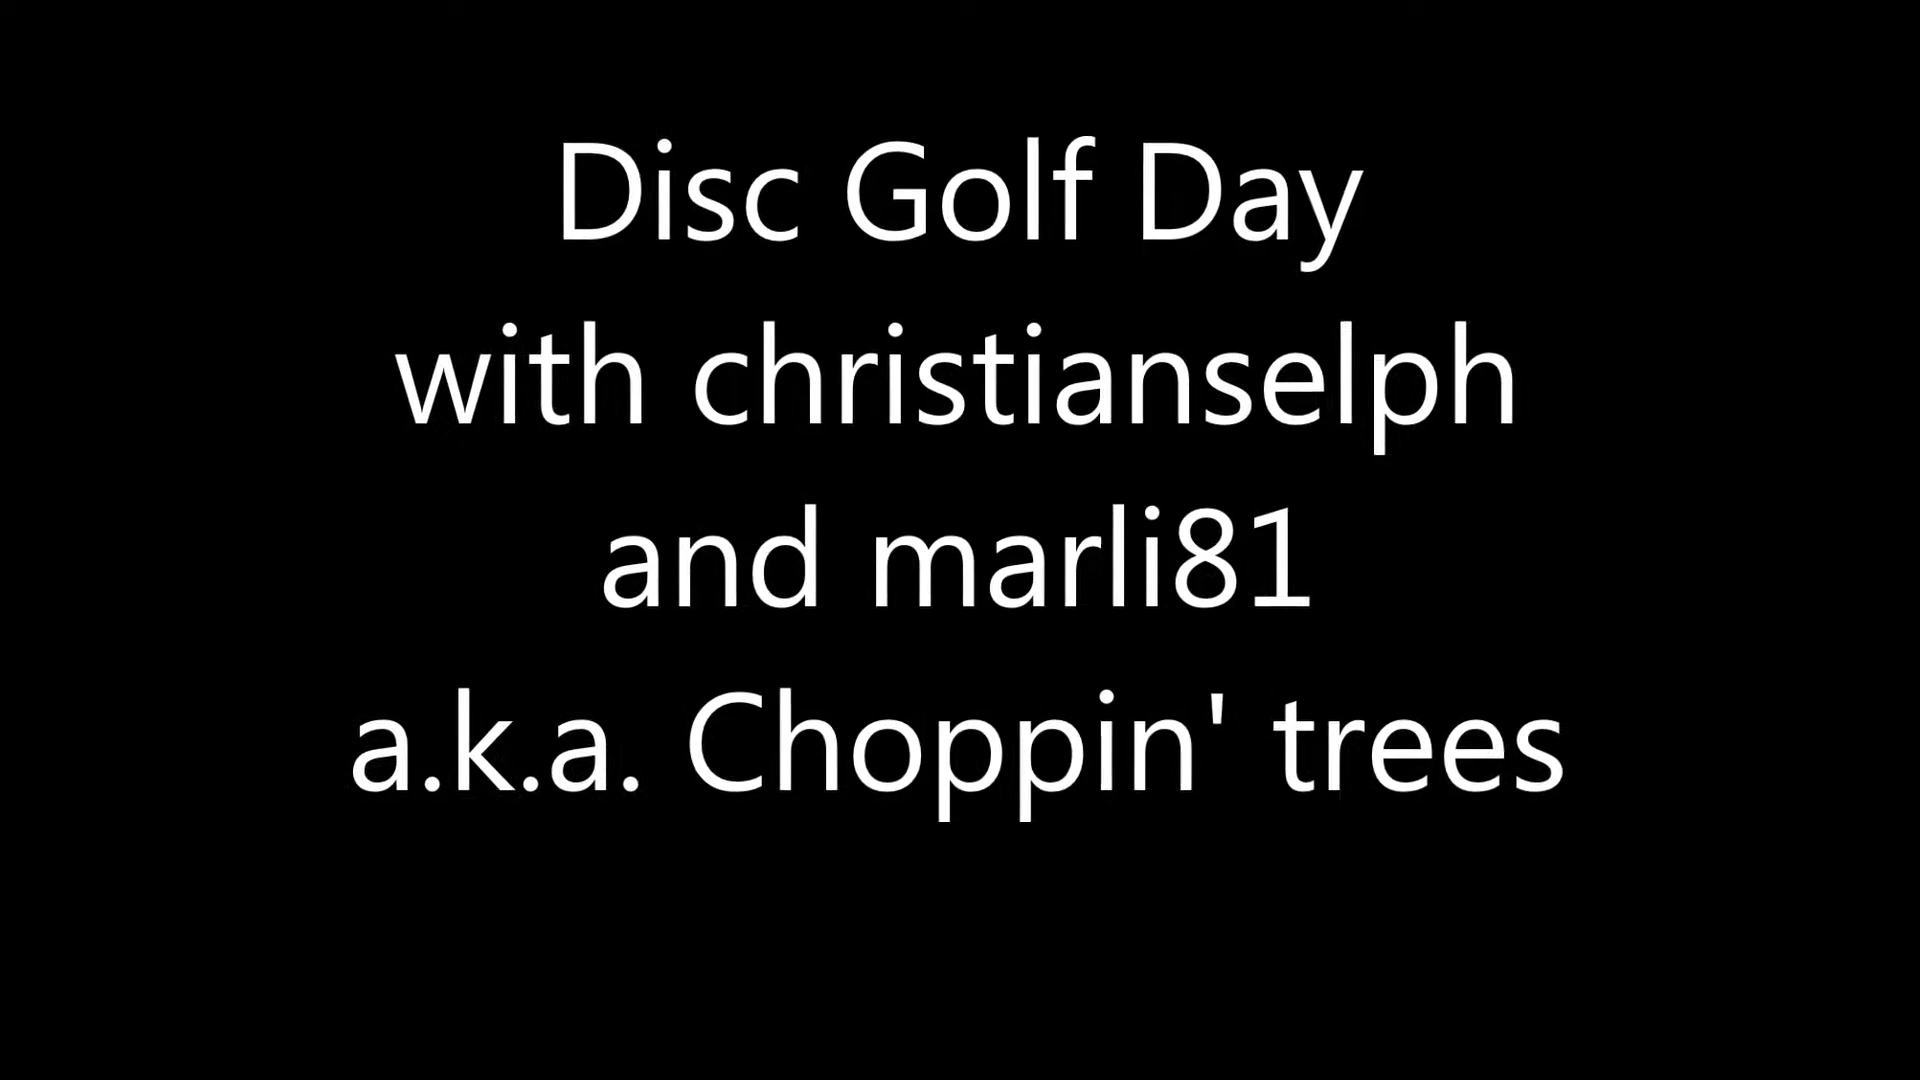 Disc Golf Day
with christianselph
and marli81
a.k.a. Choppin' trees